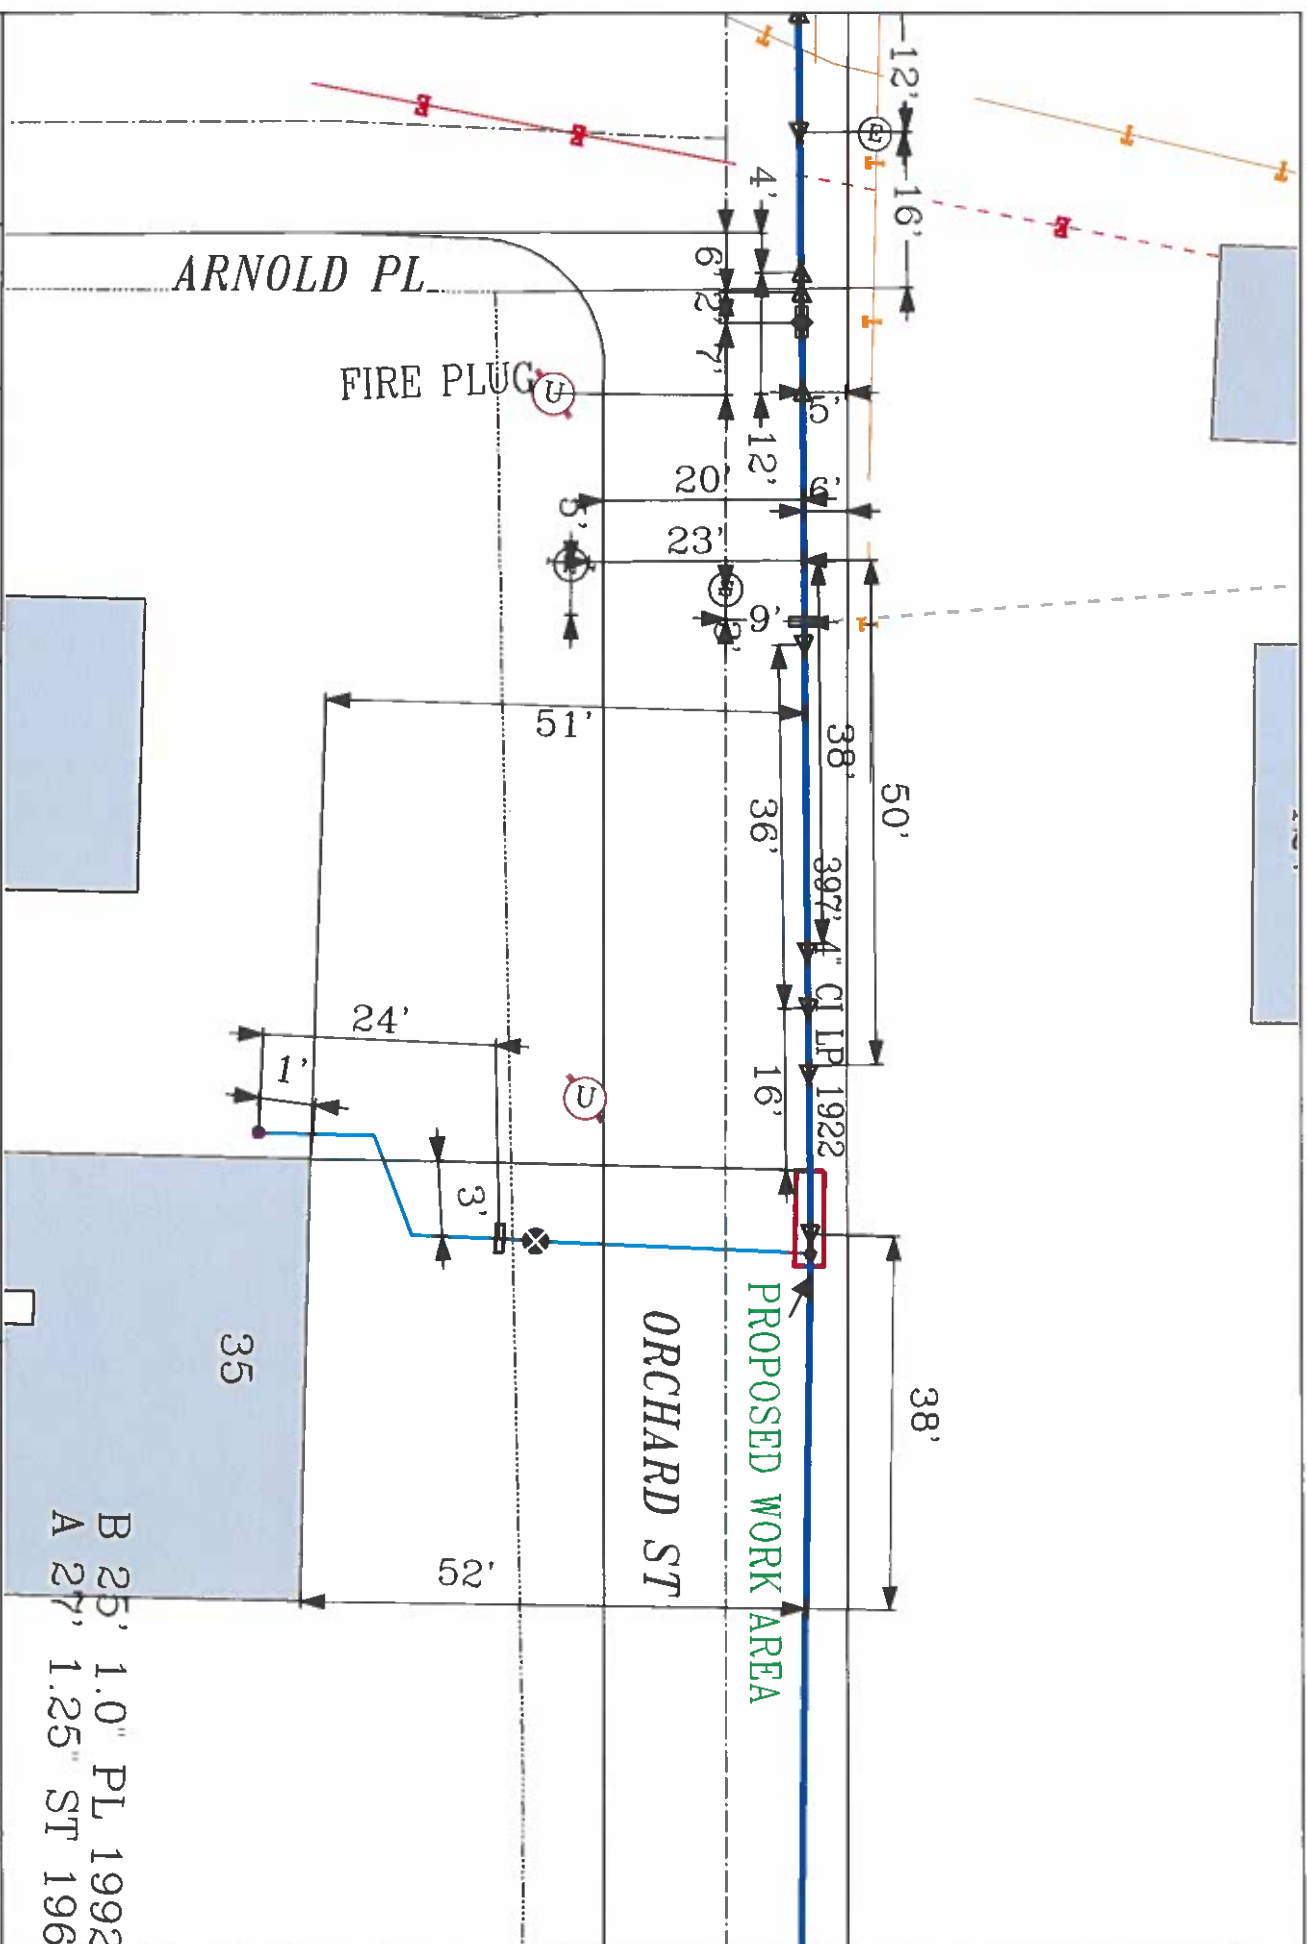 12'
E
16'
4'
6'
2'
7'
ARNOLD PL
FIRE PLUG
U
5'
12'
20'
6'
5'
23'
9'
51'
38'
50'
36'
397' 4" CI LP 1922
24'
1'
16'
U
3'
35
ORCHARD ST
PROPOSED WORK AREA
38'
52'
B 25' 1.0" PL 1992
A 27' 1.25" ST 196